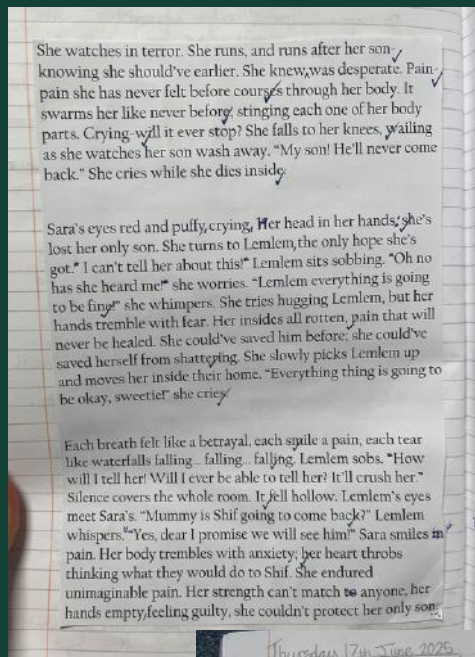 She watches in terror. She runs, and runs after her son-
knowing she should've earlier. She knew, was desperate. Pain-
pain she has never felt before courses through her body. It
swarms her like never before, stinging each one of her body
parts. Crying-will it ever stop? She falls to her knees, wailing
as she watches her son wash away. "My son! He'll never come
back." She cries while she dies inside.
Sara's eyes red and puffy, crying, Her head in her hands; she's
lost her only son. She turns to Lemlem, the only hope she's
got." I can't tell her about this!" Lemlem sits sobbing. "Oh no
has she heard me!" she worries. "Lemlem everything is going
to be fine!" she whimpers. She tries hugging Lemlem, but her
hands tremble with fear. Her insides all rotten, pain that will
never be healed. She could've saved him before; she could've
saved herself from shattering. She slowly picks Lemlem up
and moves her inside their home. "Everything thing is going to
be okay, sweetie!" she cries
Each breath felt like a betrayal, each smile a pain, each tear
like waterfalls falling... falling... falling. Lemlem sobs. "How
will I tell her! Will I ever be able to tell her? It'll crush her."
Silence covers the whole room. It fell hollow. Lemlem's eyes
meet Sara's. "Mummy is Shif going to come back?" Lemlem
whispers. "Yes, dear I promise we will see him!" Sara smiles in
pain. Her body trembles with anxiety; her heart throbs
thinking what they would do to Shif. She endured
unimaginable pain. Her strength can't match to anyone, her
hands empty, feeling guilty, she couldn't protect her only son.
Thursday 17th June 2025